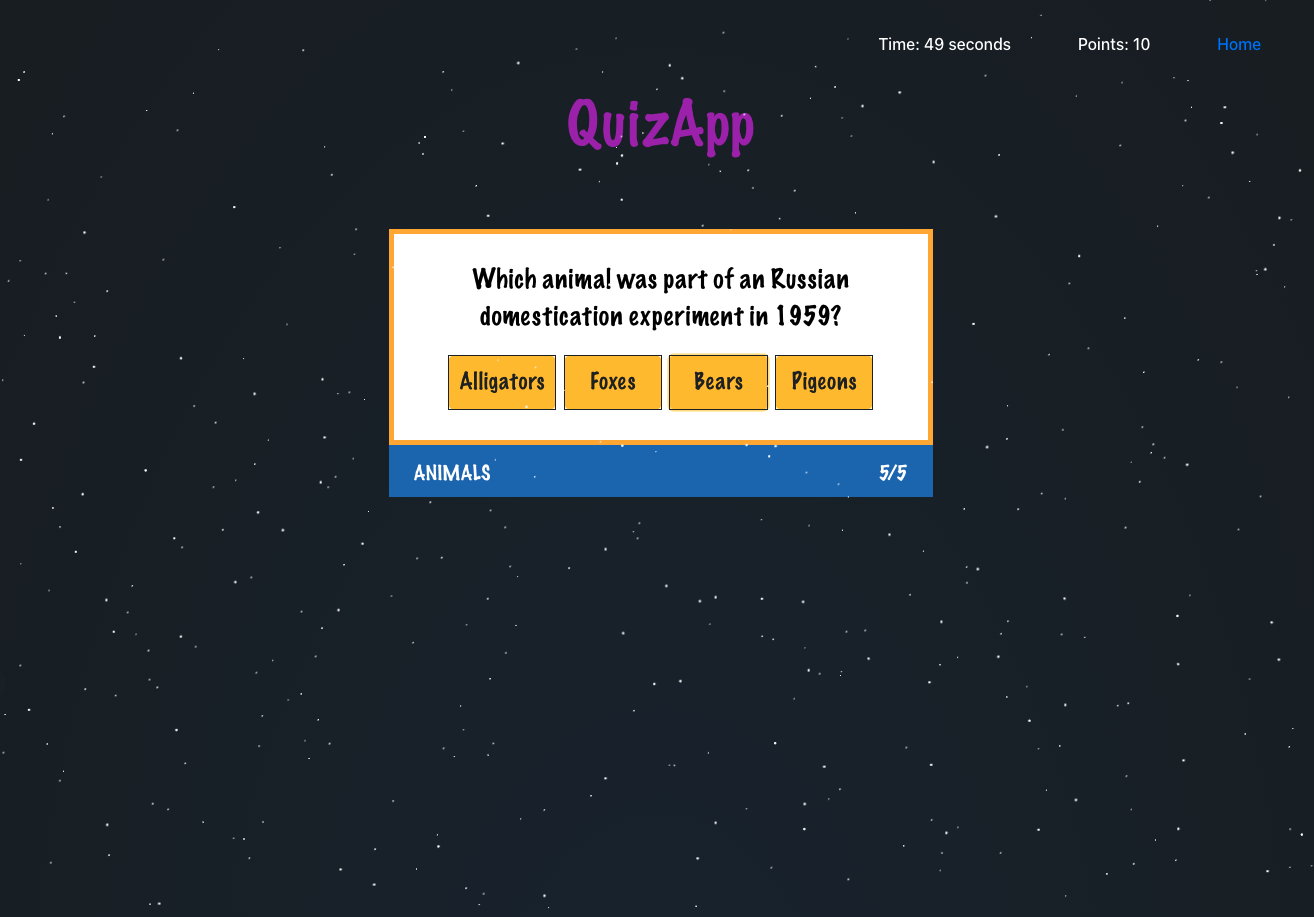 Time: 49 seconds Points: 10 Home
QuizApp
Which animal was part of an Russian
domestication experiment in 1959?
Alligators Foxes Bears Pigeons
ANIMALS 5/5